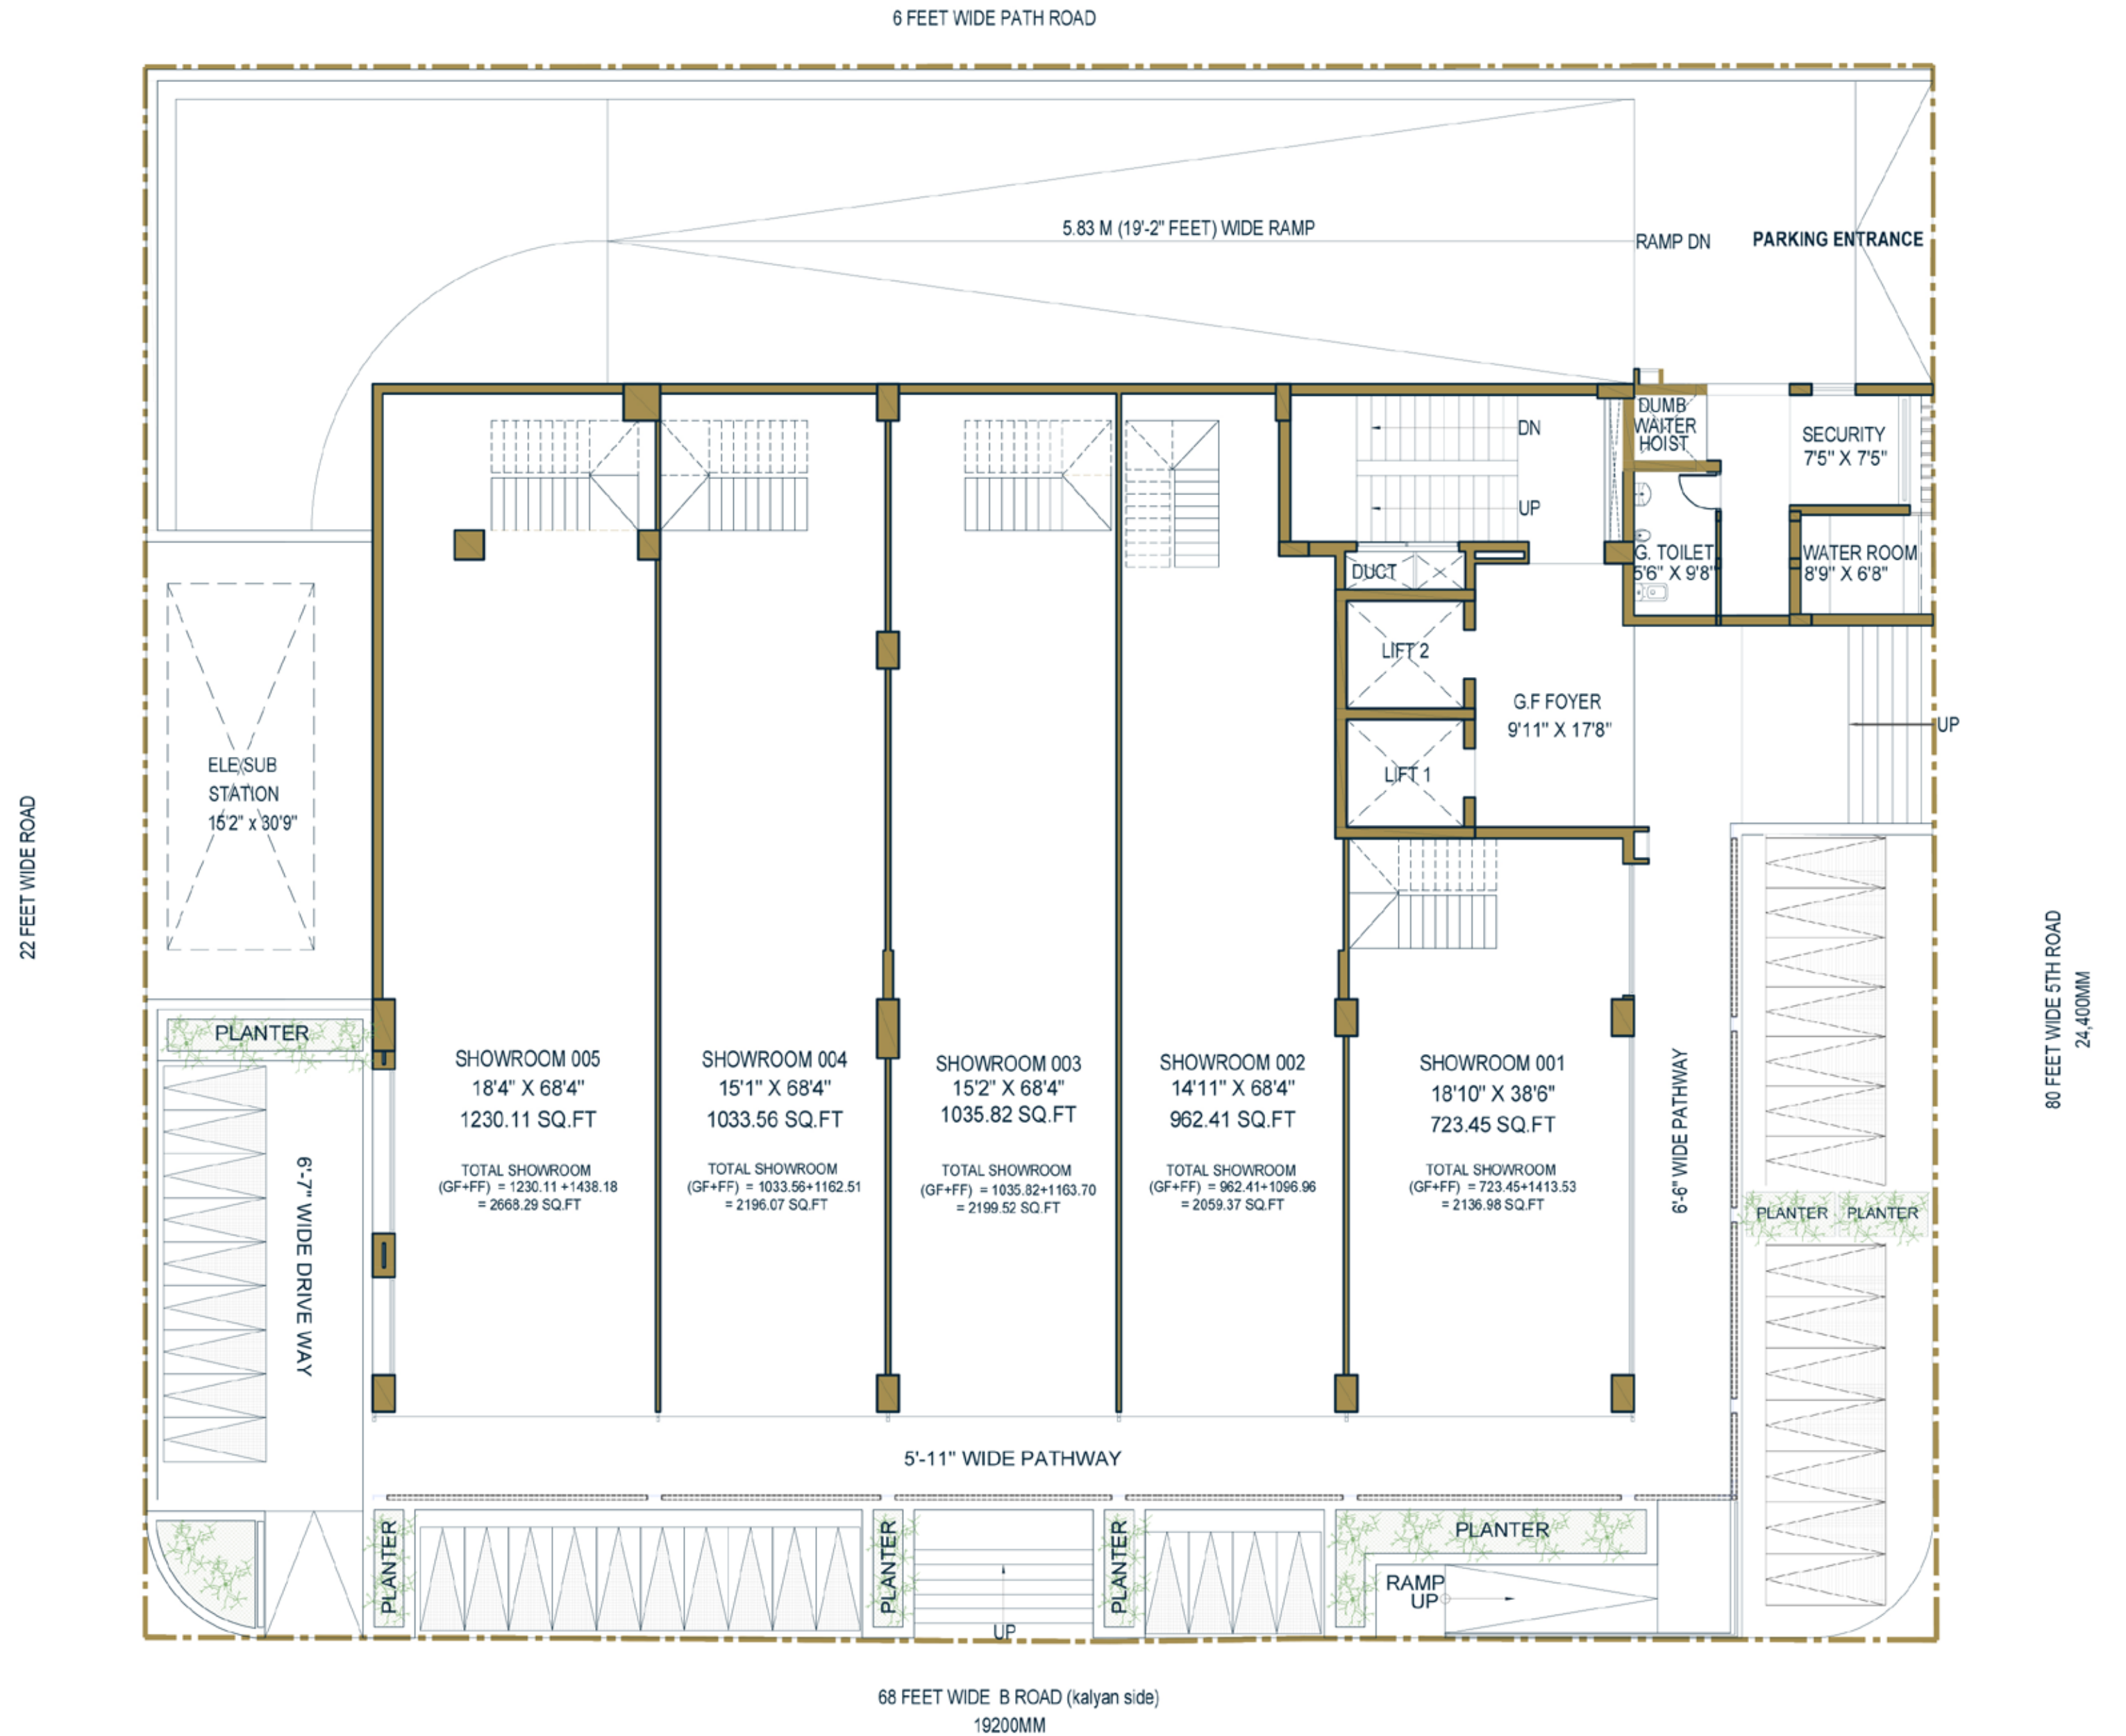 6 FEET WIDE PATH ROAD
5.83 M (19'-2" FEET) WIDE RAMP
RAMP DN
PARKING ENTRANCE
DUMB
WAITER
HOIST
SECURITY
7'5" X 7'5"
DN
UP
G. TOILET
5'6" X 9'8"
WATER ROOM
8'9" X 6'8"
DUCT
LIFT 2
LIFT 1
G.F FOYER
9'11" X 17'8"
UP
ELE SUB
STATION
15'2" x 30'9"
22 FEET WIDE ROAD
80 FEET WIDE 5TH ROAD
24,400MM
PLANTER
6'-7" WIDE DRIVE WAY
SHOWROOM 005
18'4" X 68'4"
1230.11 SQ.FT
TOTAL SHOWROOM
(GF+FF) = 1230.11 +1438.18
= 2668.29 SQ.FT
SHOWROOM 004
15'1" X 68'4"
1033.56 SQ.FT
TOTAL SHOWROOM
(GF+FF) = 1033.56+1162.51
= 2196.07 SQ.FT
SHOWROOM 003
15'2" X 68'4"
1035.82 SQ.FT
TOTAL SHOWROOM
(GF+FF) = 1035.82+1163.70
= 2199.52 SQ.FT
SHOWROOM 002
14'11" X 68'4"
962.41 SQ.FT
TOTAL SHOWROOM
(GF+FF) = 962.41+1096.96
= 2059.37 SQ.FT
SHOWROOM 001
18'10" X 38'6"
723.45 SQ.FT
TOTAL SHOWROOM
(GF+FF) = 723.45+1413.53
= 2136.98 SQ.FT
6'-6" WIDE PATHWAY
PLANTER
PLANTER
5'-11" WIDE PATHWAY
PLANTER
PLANTER
UP
PLANTER
PLANTER
RAMP
UP
68 FEET WIDE B ROAD (kalyan side)
19200MM